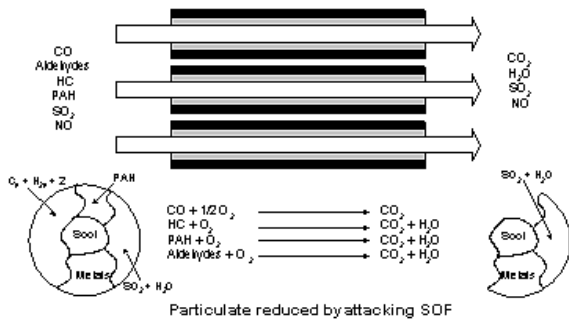 CO
Aldehydes
HC
PAH
SO2
NO
CO2
H2O
SO2
NO
PAH
Soot
Metals
SO2 + H2O
CO + 1/2O2 → CO2
HC + O2 → CO2 + H2O
PAH + O2 → CO2 + H2O
Aldehydes + O2 → CO2 + H2O
SO2 + H2O
Soot
Metals
Particulate reduced by attacking SOF